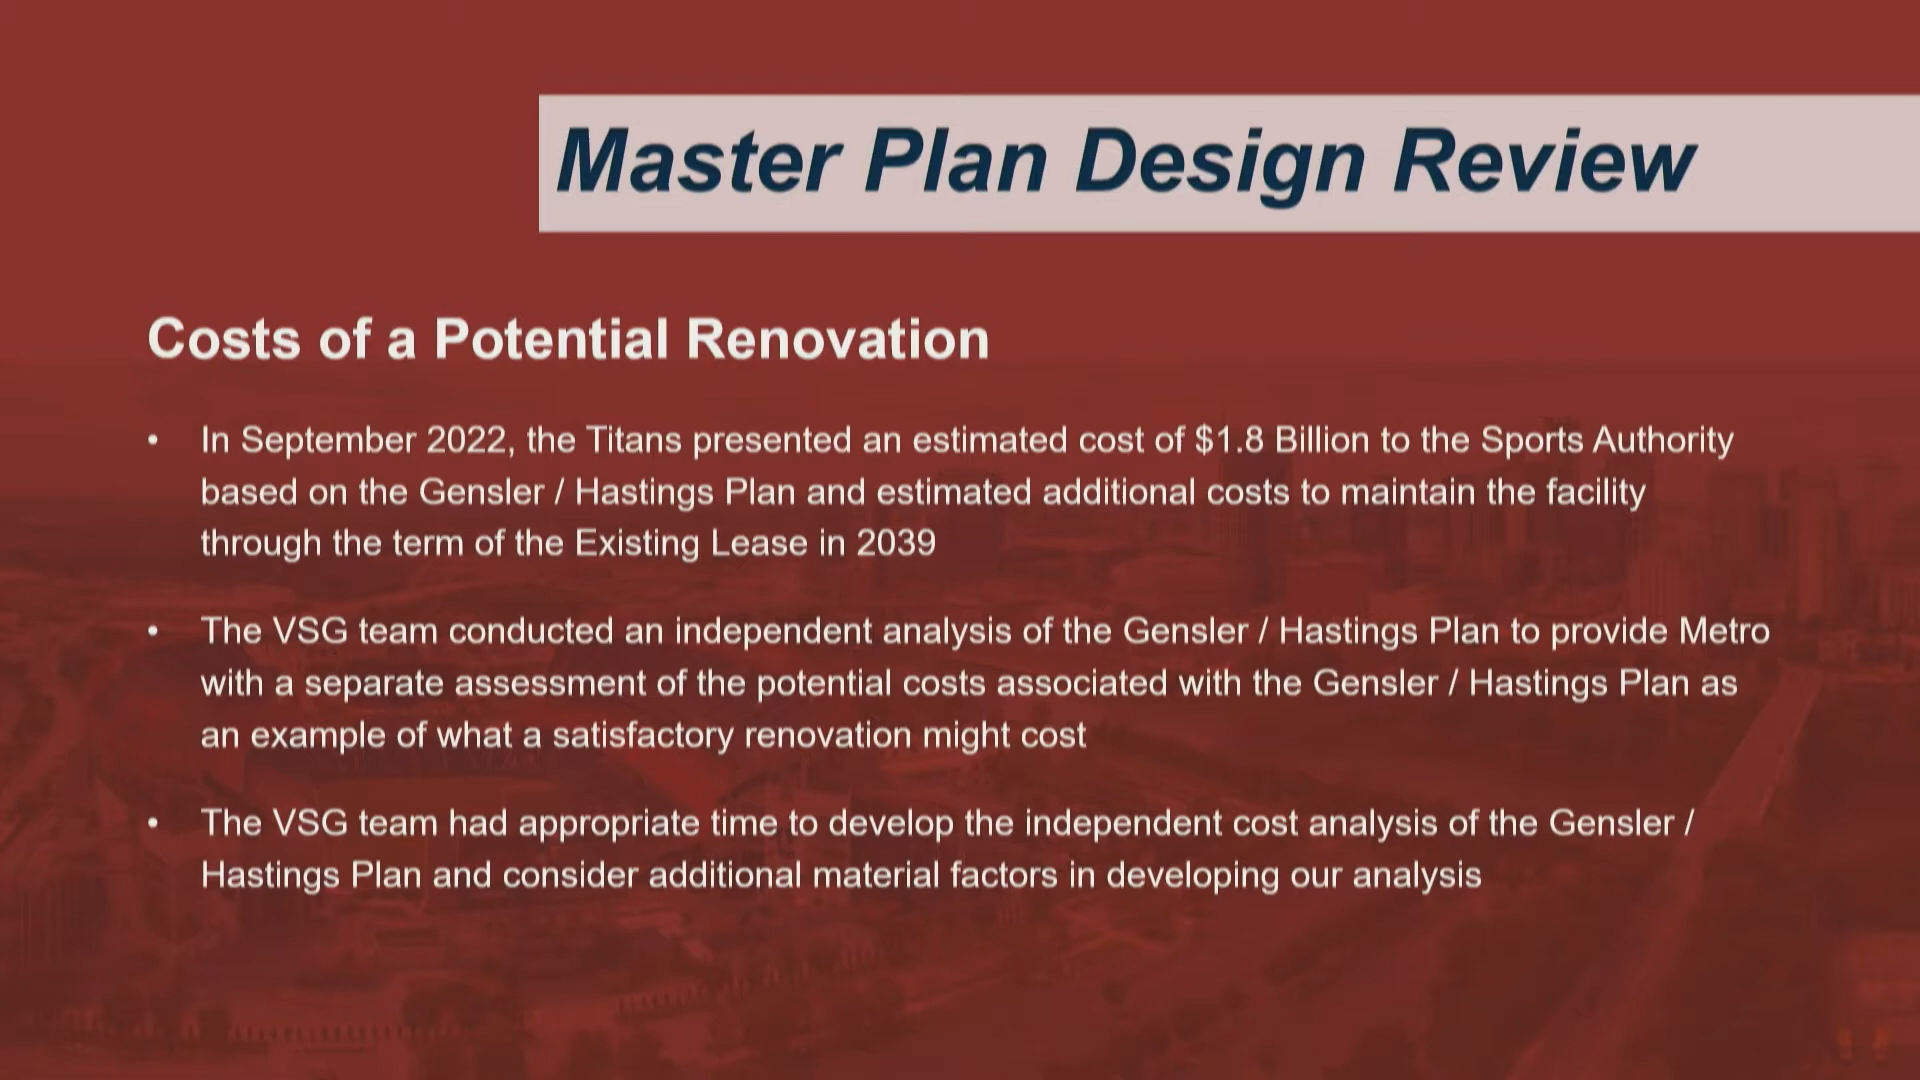 Master Plan Design Review
Costs of a Potential Renovation
• In September 2022, the Titans presented an estimated cost of $1.8 Billion to the Sports Authority
based on the Gensler / Hastings Plan and estimated additional costs to maintain the facility
through the term of the Existing Lease in 2039
• The VSG team conducted an independent analysis of the Gensler / Hastings Plan to provide Metro
with a separate assessment of the potential costs associated with the Gensler / Hastings Plan as
an example of what a satisfactory renovation might cost
• The VSG team had appropriate time to develop the independent cost analysis of the Gensler /
Hastings Plan and consider additional material factors in developing our analysis